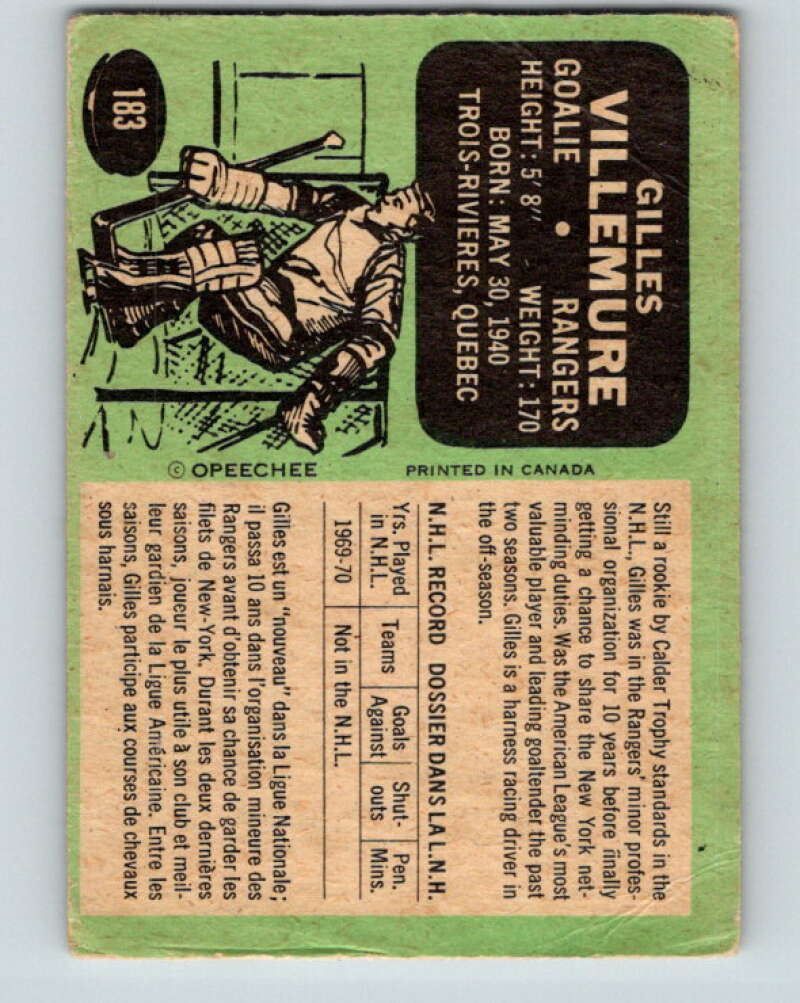 183
GILLES
VILLEMURE
GOALIE • RANGERS
HEIGHT: 5'8" WEIGHT: 170
BORN: MAY 30, 1940
TROIS-RIVIERES, QUEBEC
© OPEECHEE PRINTED IN CANADA
Still a rookie by Calder Trophy standards in the
N.H.L., Gilles was in the Rangers' minor profes-
sional organization for 10 years before finally
getting a chance to share the New York net-
minding duties. Was the American League's most
valuable player and leading goaltender the past
two seasons. Gilles is a harness racing driver in
the off-season.
N.H.L. RECORD DOSSIER DANS LA L.N.H.
Yrs. Played in N.H.L. Teams Goals Against Shut-outs Pen. Mins.
1969-70 Not in the N.H.L.
Gilles est un "nouveau" dans la Ligue Nationale;
il passa 10 ans dans l'organisation mineure des
Rangers avant d'obtenir sa chance de garder les
filets de New-York. Durant les deux dernières
saisons, joueur le plus utile à son club et meil-
leur gardien de la Ligue Américaine. Entre les
saisons, Gilles participe aux courses de chevaux
sous harnais.